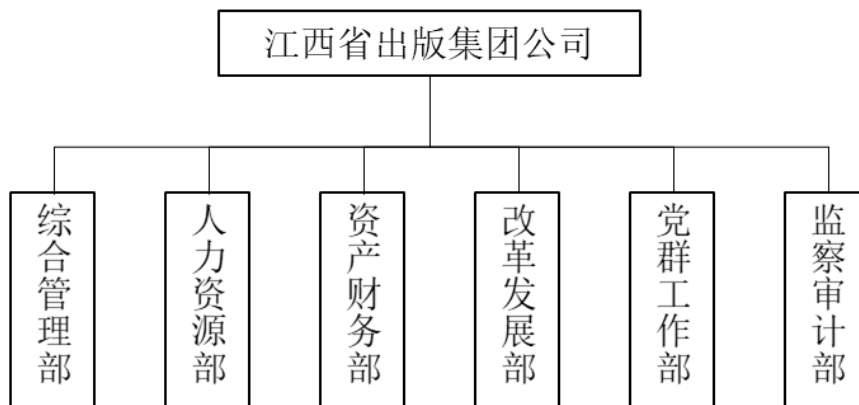 江西省出版集团公司
综合管理部
人力资源部
资产财务部
改革发展部
党群工作部
监察审计部